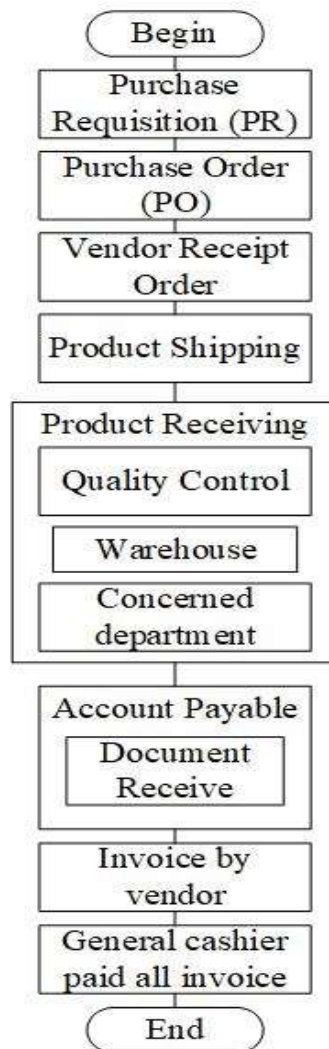 Begin
Purchase
Requisition (PR)
Purchase Order
(PO)
Vendor Receipt
Order
Product Shipping
Product Receiving
Quality Control
Warehouse
Concerned
department
Account Payable
Document
Receive
Invoice by
vendor
General cashier
paid all invoice
End